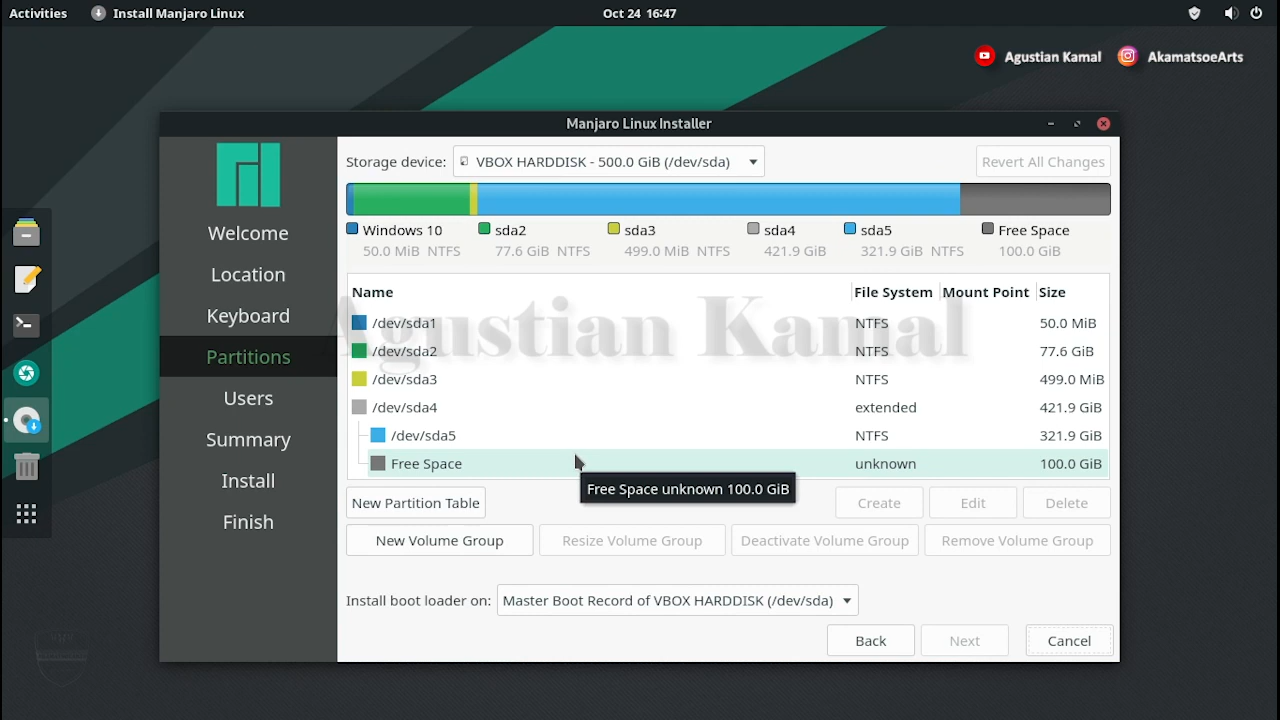 Activities Install Manjaro Linux Oct 24 16:47
Agustian Kamal AkamatsoeArts
Manjaro Linux Installer
Storage device: VBOX HARDDISK - 500.0 GiB (/dev/sda) Revert All Changes
Windows 10 sda2 sda3 sda4 sda5 Free Space
50.0 MiB NTFS 77.6 GiB NTFS 499.0 MiB NTFS 421.9 GiB 321.9 GiB NTFS 100.0 GiB
Welcome
Location
Keyboard
Partitions
Users
Summary
Install
Finish
Name File System Mount Point Size
/dev/sda1 NTFS 50.0 MiB
Agustian Kamal
/dev/sda2 NTFS 77.6 GiB
/dev/sda3 NTFS 499.0 MiB
/dev/sda4 extended 421.9 GiB
/dev/sda5 NTFS 321.9 GiB
Free Space unknown 100.0 GiB
Free Space unknown 100.0 GiB
New Partition Table Create Edit Delete
New Volume Group Resize Volume Group Deactivate Volume Group Remove Volume Group
Install boot loader on: Master Boot Record of VBOX HARDDISK (/dev/sda)
Back Next Cancel